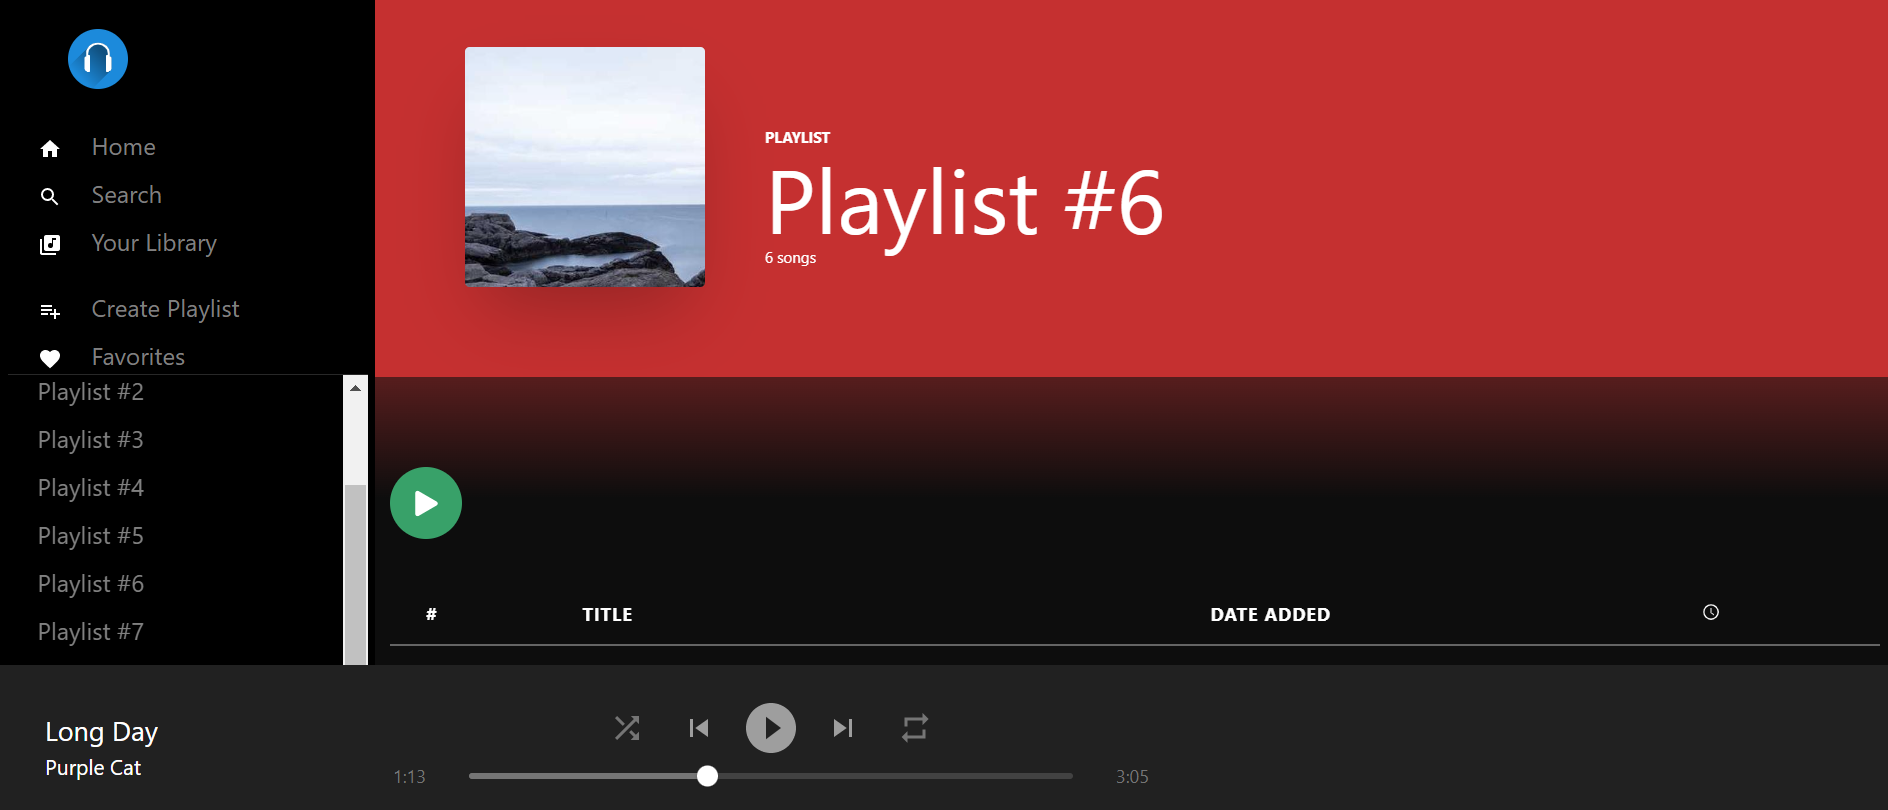 Home
Search
Your Library
Create Playlist
Favorites
Playlist #2
Playlist #3
Playlist #4
Playlist #5
Playlist #6
Playlist #7
PLAYLIST
Playlist #6
6 songs
# TITLE DATE ADDED
Long Day
Purple Cat
1:13 3:05